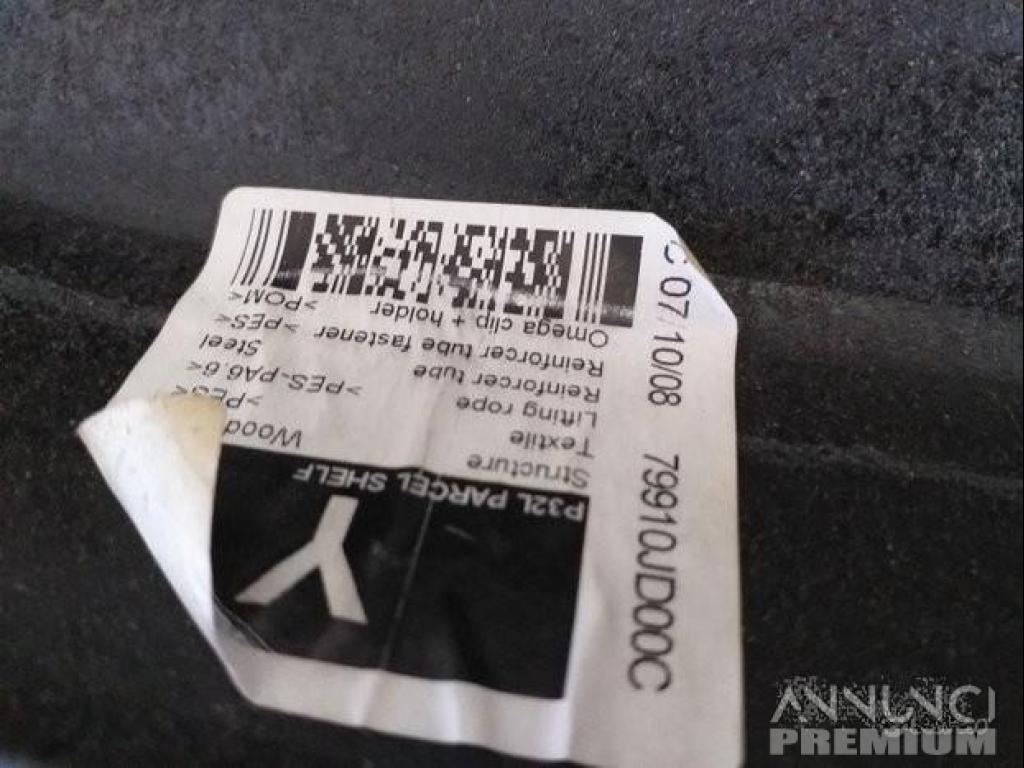 P32L PARCEL SHELF
Y
Structure Wood
Textile >PES<
Lifting rope >PES-PA6.6<
Reinforcer tube Steel
Reinforcer tube fastener >PES<
Omega clip + holder >POM<
C 07/10/08 79910JD00C
ANNUNCI
PREMIUM